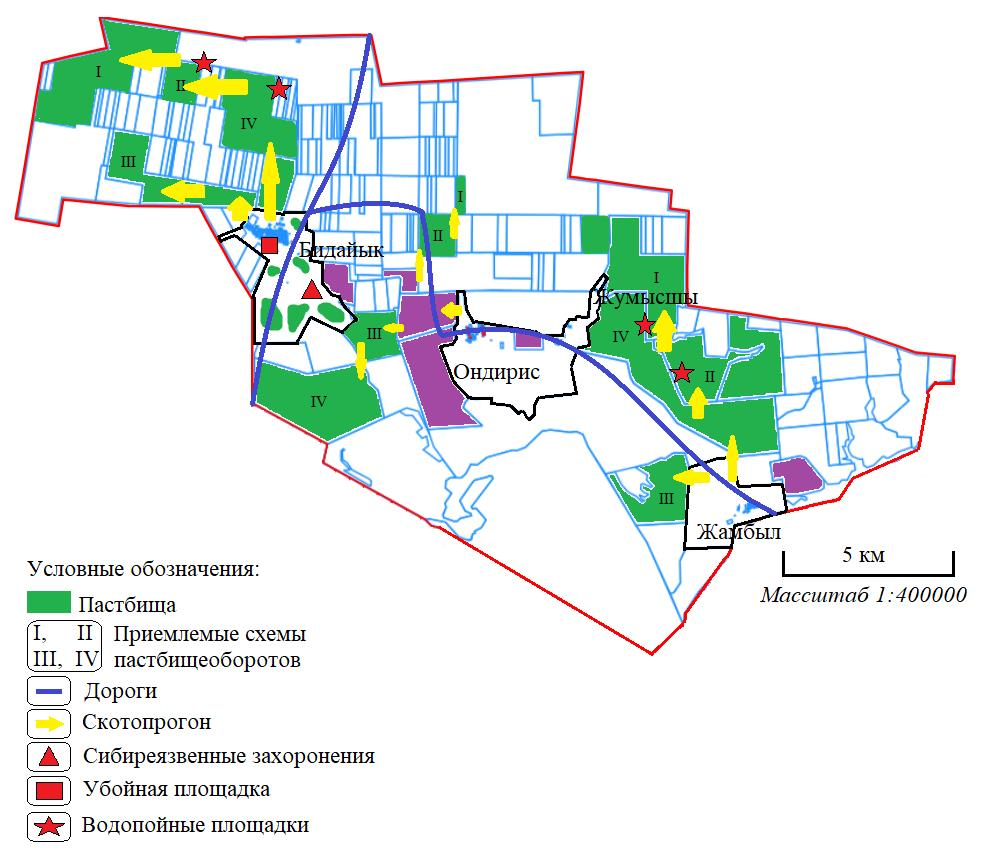 I
II
IV
III
I
II
Бидайык
I
Жумысшы
III
IV
Ондирис
II
IV
III
Жамбыл
5 км
Масштаб 1:400000
Условные обозначения:
Пастбища
I, II
III, IV
Приемлемые схемы
пастбищеоборотов
Дороги
Скотопрогон
Сибиреязвенные захоронения
Убойная площадка
Водопойные площадки